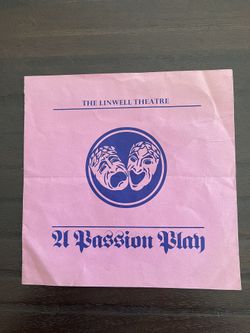 THE LINWELL THEATRE
A Passion Play